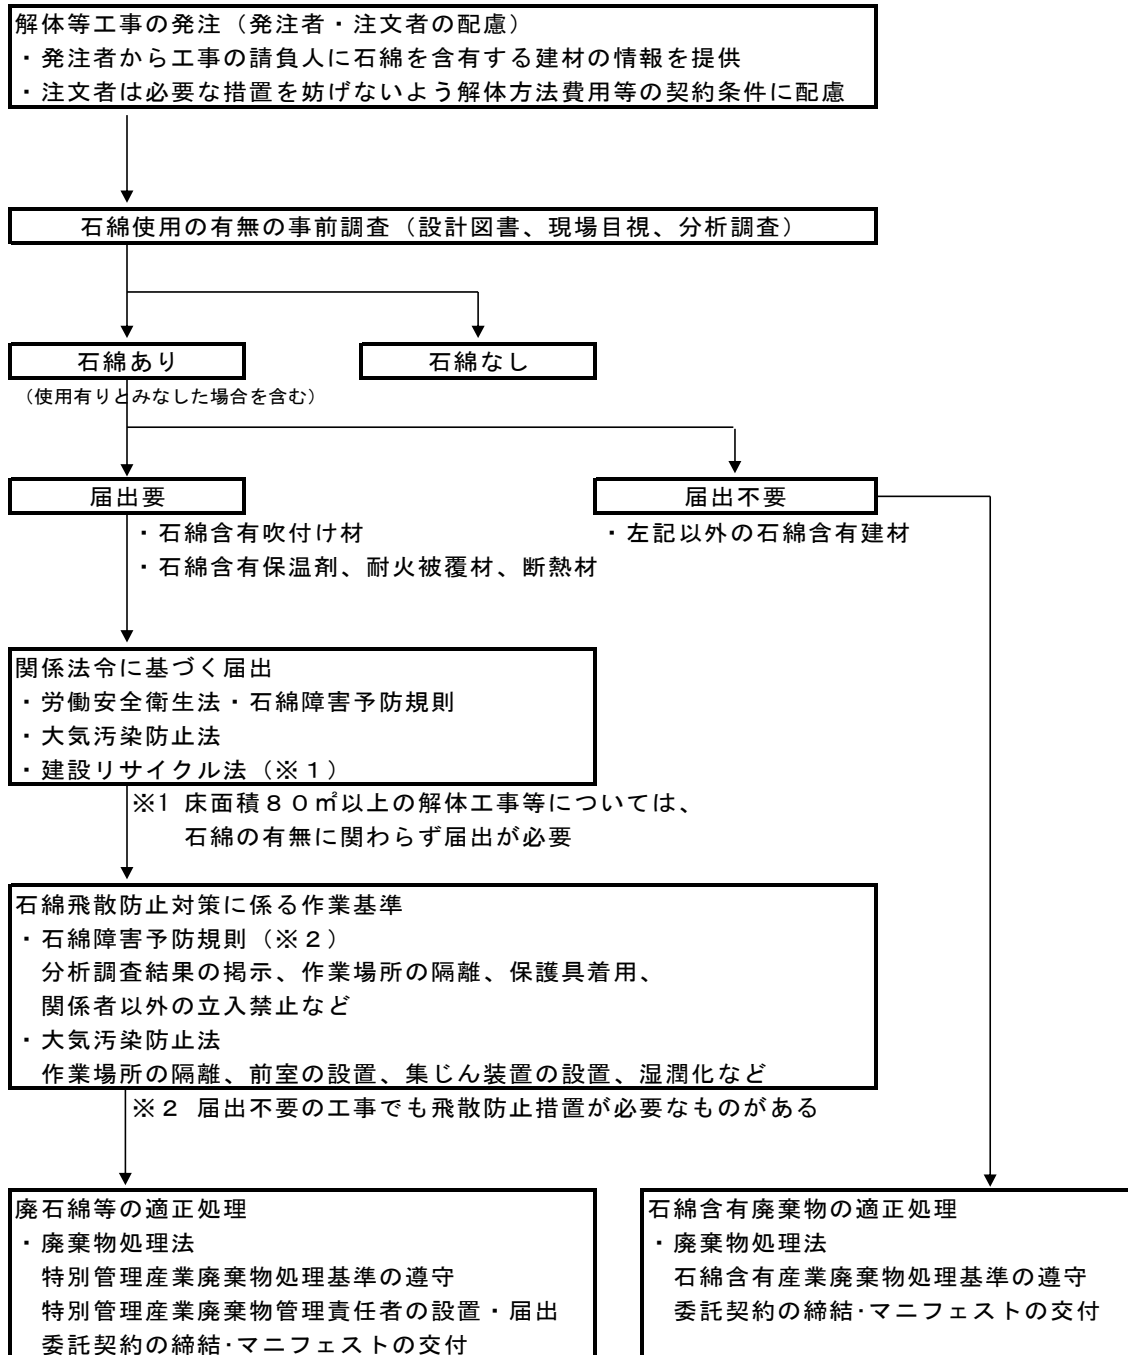 解体等工事の発注（発注者・注文者の配慮）
・発注者から工事の請負人に石綿を含有する建材の情報を提供
・注文者は必要な措置を妨げないよう解体方法費用等の契約条件に配慮
石綿使用の有無の事前調査（設計図書、現場目視、分析調査）
石綿あり
石綿なし
（使用有りとみなした場合を含む）
届出要
届出不要
・石綿含有吹付け材
・石綿含有保温剤、耐火被覆材、断熱材
・左記以外の石綿含有建材
関係法令に基づく届出
・労働安全衛生法・石綿障害予防規則
・大気汚染防止法
・建設リサイクル法（※１）
※1 床面積８０㎡以上の解体工事等については、
石綿の有無に関わらず届出が必要
石綿飛散防止対策に係る作業基準
・石綿障害予防規則（※２）
分析調査結果の掲示、作業場所の隔離、保護具着用、
関係者以外の立入禁止など
・大気汚染防止法
作業場所の隔離、前室の設置、集じん装置の設置、湿潤化など
※２ 届出不要の工事でも飛散防止措置が必要なものがある
廃石綿等の適正処理
・廃棄物処理法
特別管理産業廃棄物処理基準の遵守
特別管理産業廃棄物管理責任者の設置・届出
委託契約の締結･マニフェストの交付
石綿含有廃棄物の適正処理
・廃棄物処理法
石綿含有産業廃棄物処理基準の遵守
委託契約の締結･マニフェストの交付